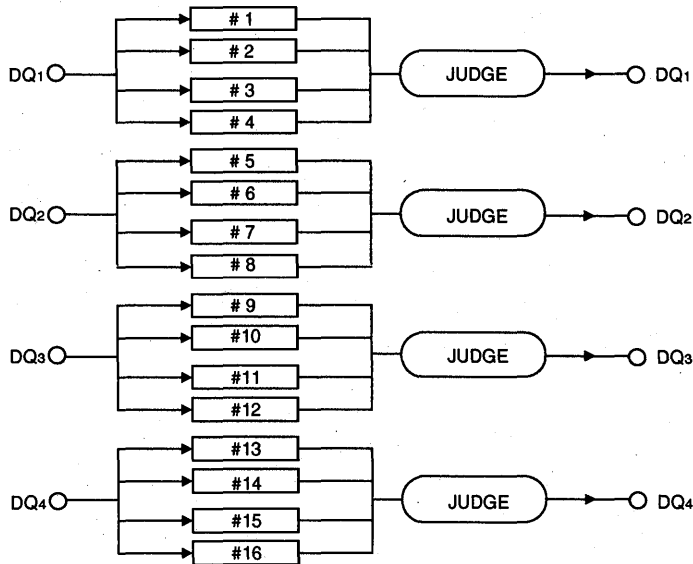 # 1
# 2
DQ1
JUDGE
DQ1
# 3
# 4
# 5
# 6
DQ2
JUDGE
DQ2
# 7
# 8
# 9
#10
DQ3
JUDGE
DQ3
#11
#12
#13
#14
DQ4
JUDGE
DQ4
#15
#16